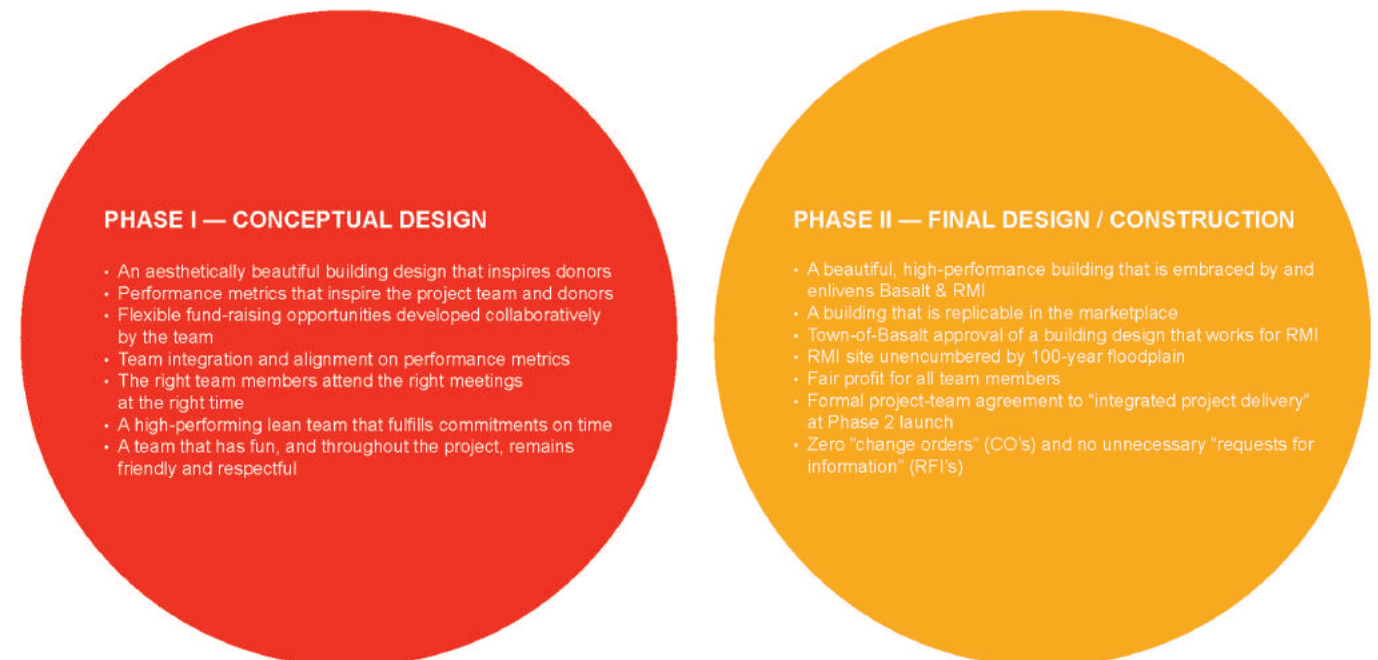 PHASE I — CONCEPTUAL DESIGN
• An aesthetically beautiful building design that inspires donors
• Performance metrics that inspire the project team and donors
• Flexible fund-raising opportunities developed collaboratively
by the team
• Team integration and alignment on performance metrics
• The right team members attend the right meetings
at the right time
• A high-performing lean team that fulfills commitments on time
• A team that has fun, and throughout the project, remains
friendly and respectful
PHASE II — FINAL DESIGN / CONSTRUCTION
• A beautiful, high-performance building that is embraced by and
enlivens Basalt & RMI
• A building that is replicable in the marketplace
• Town-of-Basalt approval of a building design that works for RMI
• RMI site unencumbered by 100-year floodplain
• Fair profit for all team members
• Formal project-team agreement to "integrated project delivery"
at Phase 2 launch
• Zero "change orders" (CO's) and no unnecessary "requests for
information" (RFI's)